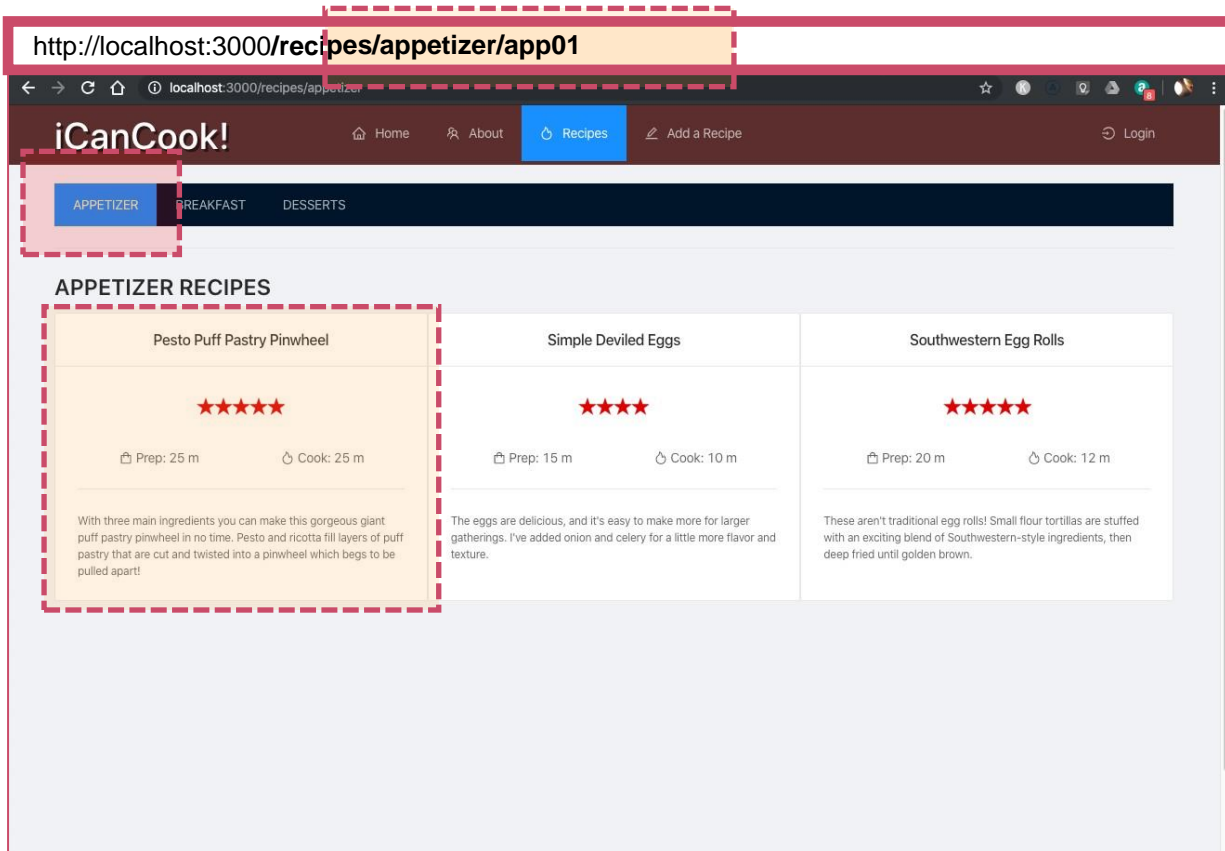 http://localhost:3000/recipes/appetizer/app01
localhost:3000/recipes/appetizer
iCanCook!
Home
About
Recipes
Add a Recipe
Login
APPETIZER
BREAKFAST
DESSERTS
APPETIZER RECIPES
Pesto Puff Pastry Pinwheel
★★★★★
Prep: 25 m
Cook: 25 m
With three main ingredients you can make this gorgeous giant
puff pastry pinwheel in no time. Pesto and ricotta fill layers of puff
pastry that are cut and twisted into a pinwheel which begs to be
pulled apart!
Simple Deviled Eggs
★★★★
Prep: 15 m
Cook: 10 m
The eggs are delicious, and it's easy to make more for larger
gatherings. I've added onion and celery for a little more flavor and
texture.
Southwestern Egg Rolls
★★★★★
Prep: 20 m
Cook: 12 m
These aren't traditional egg rolls! Small flour tortillas are stuffed
with an exciting blend of Southwestern-style ingredients, then
deep fried until golden brown.